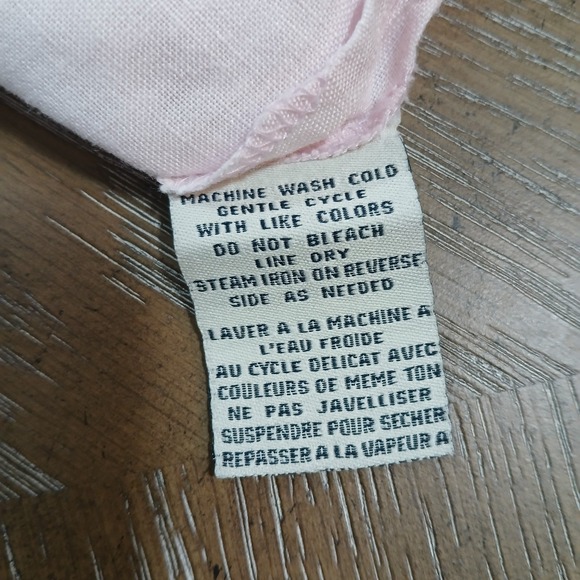 MACHINE WASH COLD
GENTLE CYCLE
WITH LIKE COLORS
DO NOT BLEACH
LINE DRY
STEAM IRON ON REVERSE
SIDE AS NEEDED
LAVER A LA MACHINE A
L'EAU FROIDE
AU CYCLE DELICAT AVEC
COULEURS DE MEME TON
NE PAS JAVELLISER
SUSPENDRE POUR SECHER
REPASSER A LA VAPEUR A